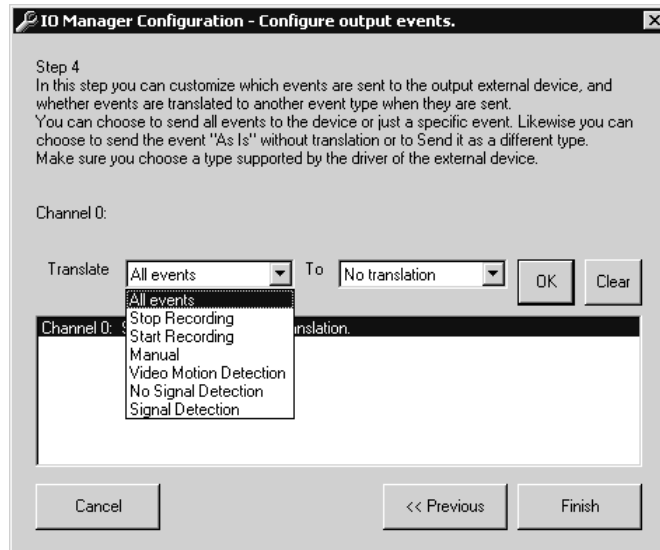 IO Manager Configuration - Configure output events.
Step 4
In this step you can customize which events are sent to the output external device, and
whether events are translated to another event type when they are sent.
You can choose to send all events to the device or just a specific event. Likewise you can
choose to send the event "As Is" without translation or to Send it as a different type.
Make sure you choose a type supported by the driver of the external device.
Channel 0:
Translate All events To No translation OK Clear
All events
Stop Recording
Start Recording
Manual
Video Motion Detection
No Signal Detection
Signal Detection
Channel 0:
Cancel << Previous Finish